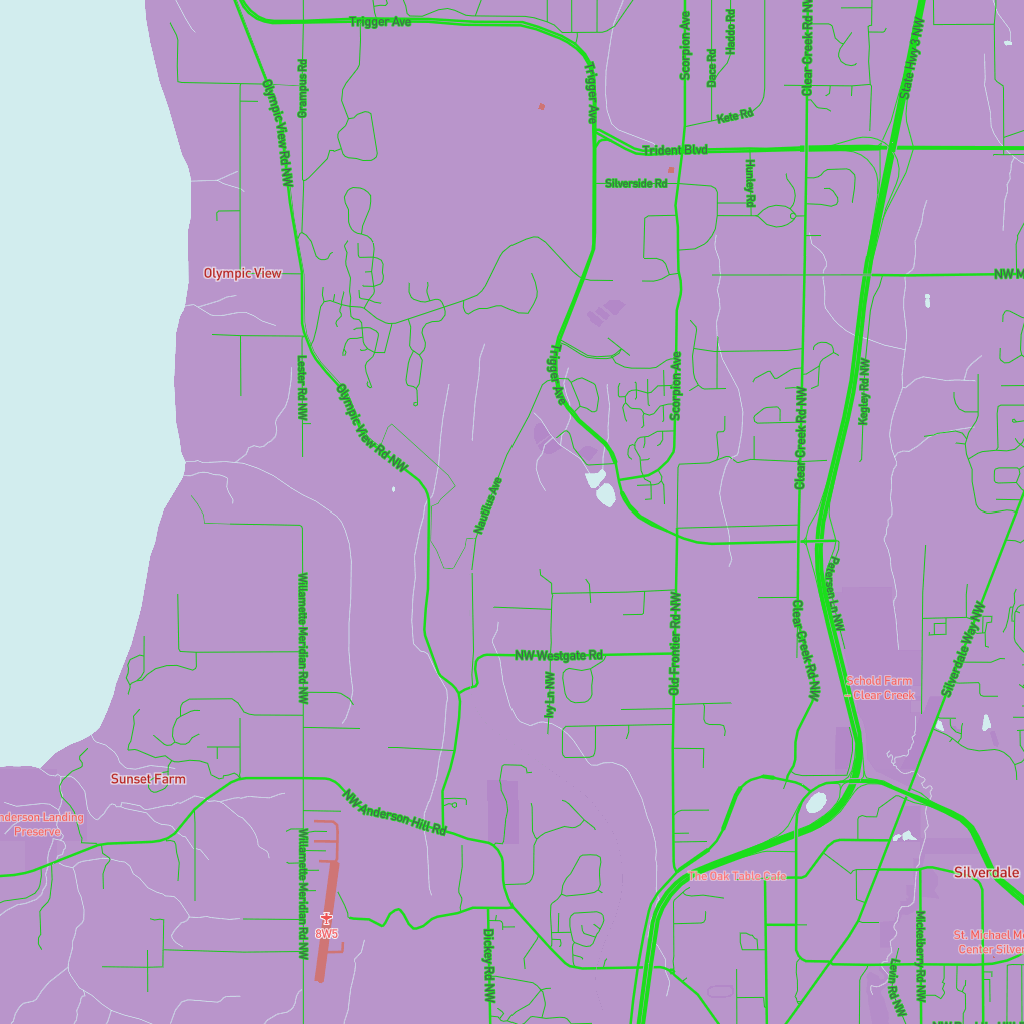 Trigger Ave
Scorpion Ave
Haddo Rd
Clear Creek Rd NW
State Hwy 3 NW
Dace Rd
Grampus Rd
Olympic View Rd NW
Trigger Ave
Kete Rd
Trident Blvd
Silverside Rd
Hunley Rd
Olympic View
NW M
Trigger Ave
Lester Rd NW
Olympic View Rd NW
Scorpion Ave
Clear Creek Rd NW
Kegley Rd NW
Nautilus Ave
Petersen Ln NW
Willamette Meridian Rd NW
Old Frontier Rd NW
Clear Creek Rd NW
Silverdale Way NW
NW Westgate Rd
Ivy Ln NW
Schold Farm
- Clear Creek
Sunset Farm
NW Anderson Hill Rd
nderson Landing
Preserve
Willamette Meridian Rd NW
The Oak Table Cafe
Silverdale
8W5
Dickey Rd NW
Mickelberry Rd NW
Levin Rd NW
St. Michael Me
Center Silver